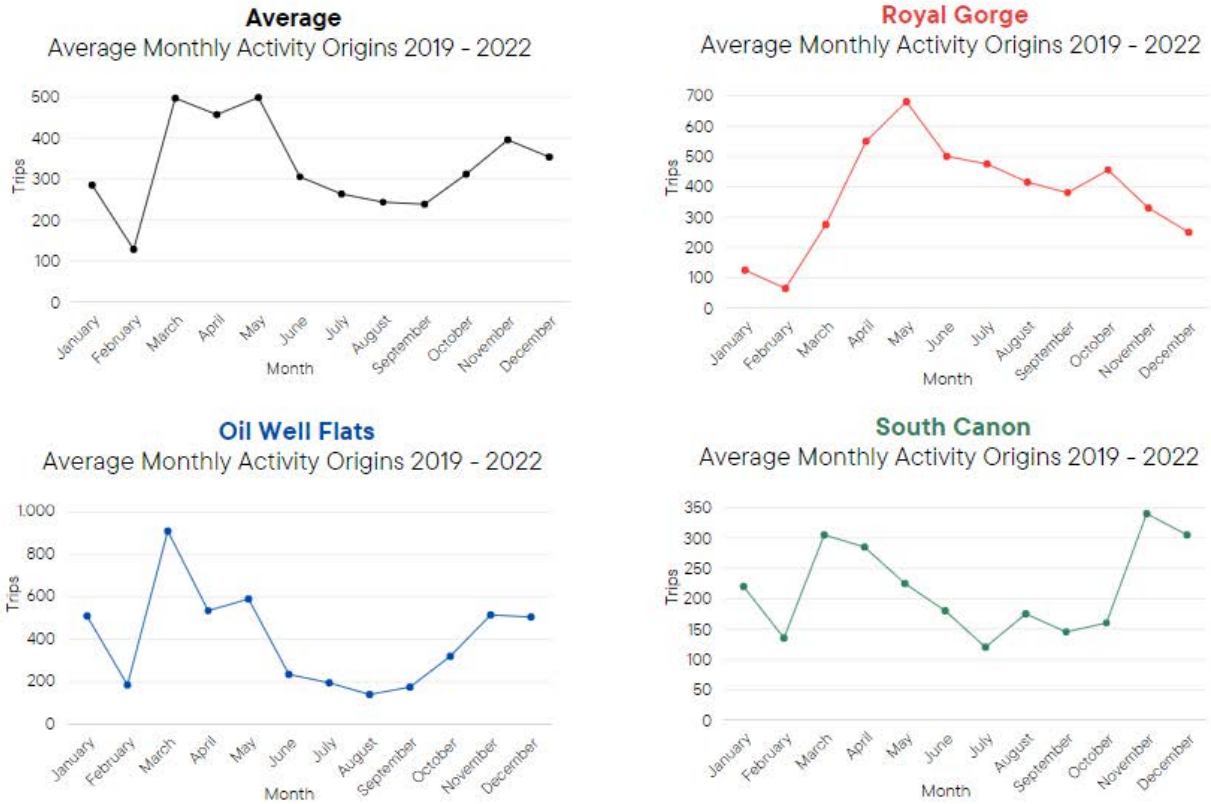 Average
Average Monthly Activity Origins 2019 - 2022
500
400
300
200
100
0
Trips
January
February
March
April
May
June
July
August
September
October
November
December
Month
Royal Gorge
Average Monthly Activity Origins 2019 - 2022
700
600
500
400
300
200
100
0
Trips
January
February
March
April
May
June
July
August
September
October
November
December
Month
Oil Well Flats
Average Monthly Activity Origins 2019 - 2022
1.000
800
600
400
200
0
Trips
January
February
March
April
May
June
July
August
September
October
November
December
Month
South Canon
Average Monthly Activity Origins 2019 - 2022
350
300
250
200
150
100
50
0
Trips
January
February
March
April
May
June
July
August
September
October
November
December
Month